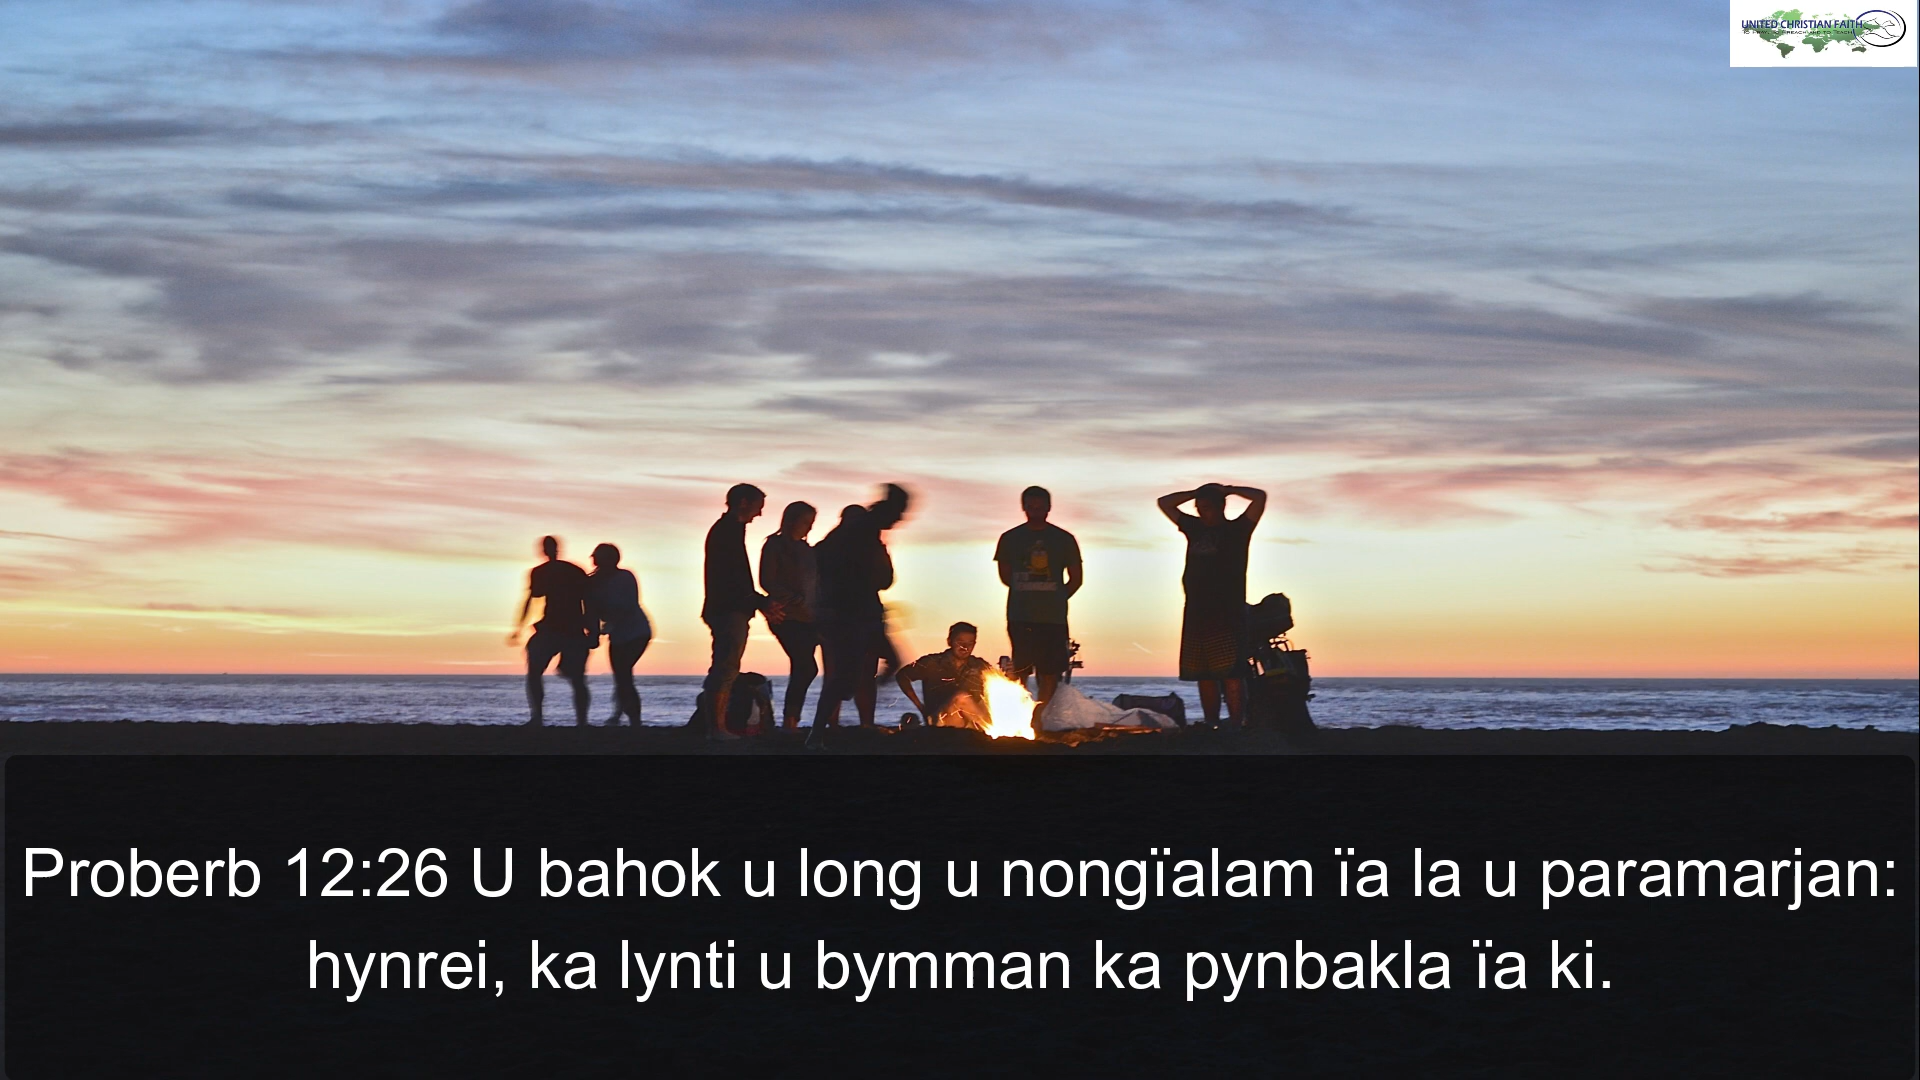 UNITED CHRISTIAN FAITH
Proberb 12:26 U bahok u long u nongïalam ïa la u paramarjan:
hynrei, ka lynti u bymman ka pynbakla ïa ki.